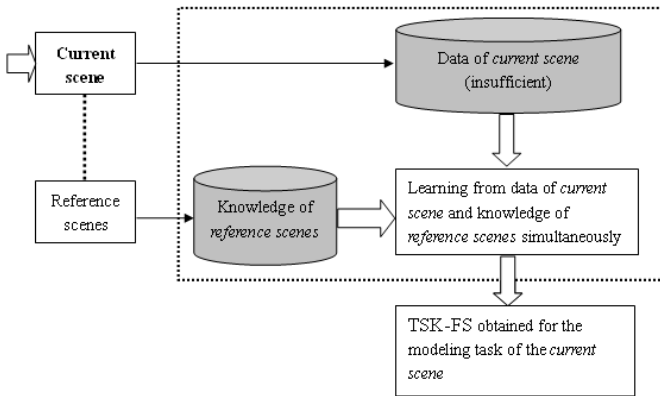 Current
scene
Data of current scene
(insufficient)
Reference
scenes
Knowledge of
reference scenes
Learning from data of current
scene and knowledge of
reference scenes simultaneously
TSK-FS obtained for the
modeling task of the current
scene